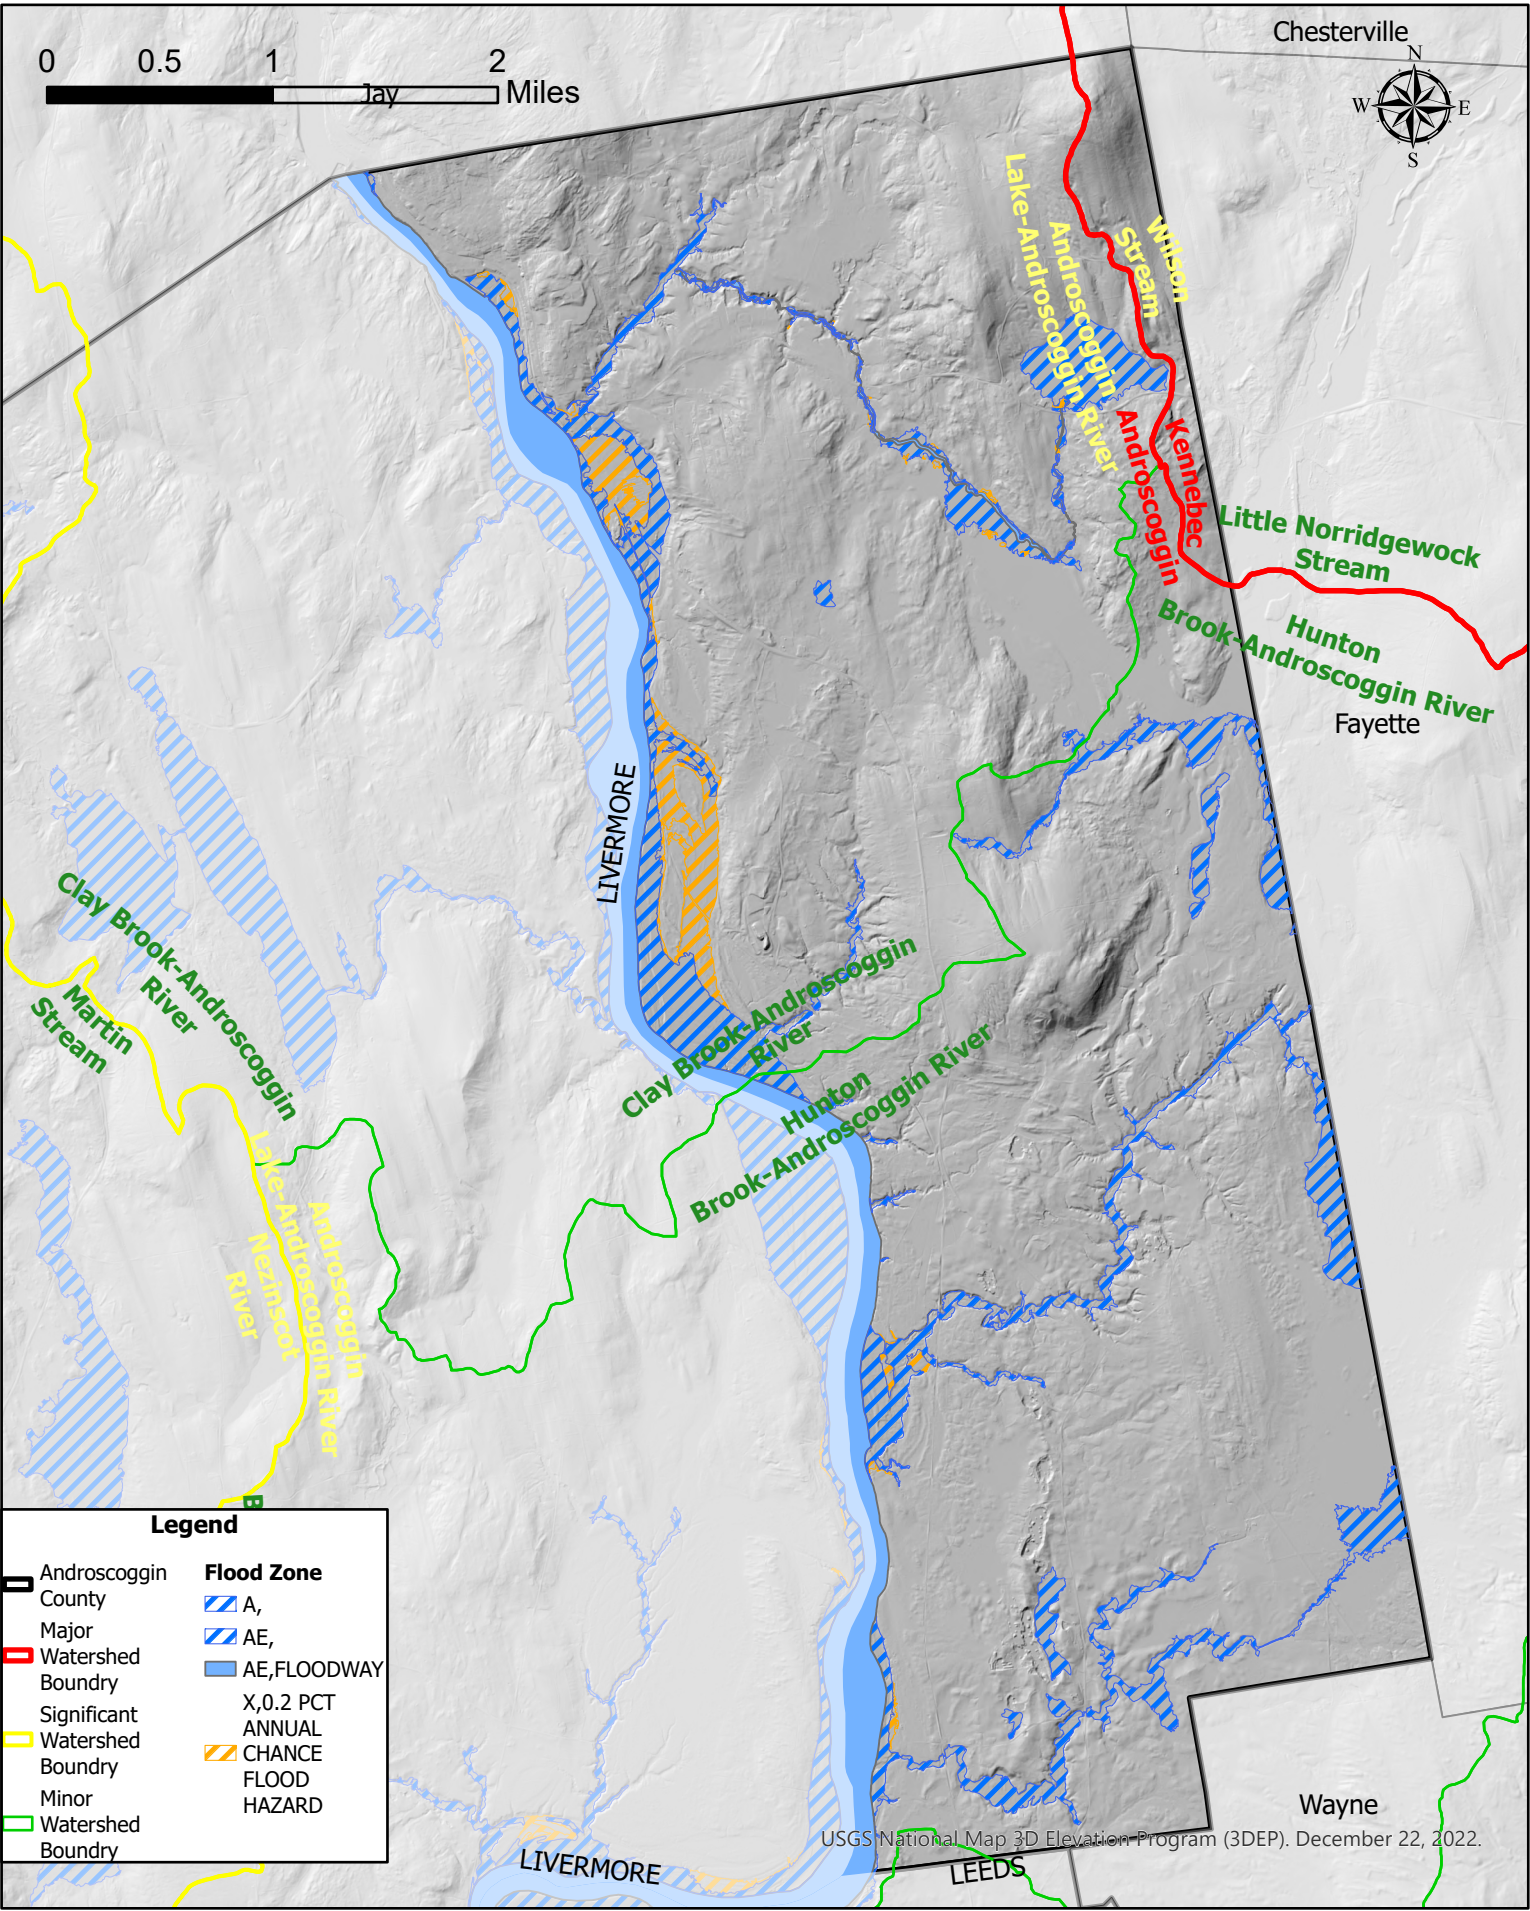 Chesterville
0 0.5 1 2
Jay
Miles
N
W E
S
Wilson
Stream
Androscoggin
Lake-Androscoggin River
Kennebec
Androscoggin
Little Norridgewock
Stream
Hunton
Brook-Androscoggin River
Fayette
LIVERMORE
Clay Brook-Androscoggin
River
Martin
Stream
Clay Brook-Androscoggin
River
Hunton
Brook-Androscoggin River
Androscoggin
Lake-Androscoggin River
Nezinscot
River
B
Legend
Androscoggin
County
Major
Watershed
Boundry
Significant
Watershed
Boundry
Minor
Watershed
Boundry
Flood Zone
A,
AE,
AE,FLOODWAY
X,0.2 PCT
ANNUAL
CHANCE
FLOOD
HAZARD
Wayne
USGS National Map 3D Elevation Program (3DEP). December 22, 2022.
LIVERMORE
LEEDS